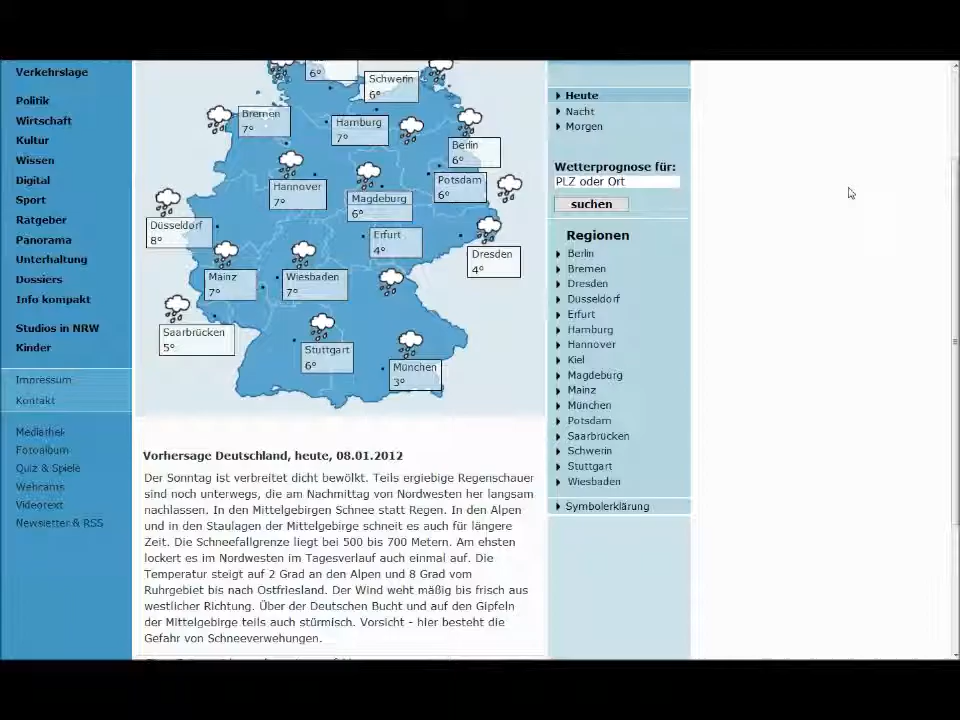 Verkehrslage
Politik
Wirtschaft
Kultur
Wissen
Digital
Sport
Ratgeber
Panorama
Unterhaltung
Dossiers
Info kompakt
Studios in NRW
Kinder
Impressum
Kontakt
Mediathek
Fotoalbum
Quiz & Spiele
Webcams
Videotext
Newsletter & RSS
6°
Schwerin
6°
Bremen
7°
Hamburg
7°
Berlin
6°
Hannover
7°
Potsdam
6°
Magdeburg
6°
Düsseldorf
8°
Erfurt
4°
Dresden
4°
Mainz
7°
Wiesbaden
7°
Saarbrücken
5°
Stuttgart
6°
München
3°
Vorhersage Deutschland, heute, 08.01.2012
Der Sonntag ist verbreitet dicht bewölkt. Teils ergiebige Regenschauer
sind noch unterwegs, die am Nachmittag von Nordwesten her langsam
nachlassen. In den Mittelgebirgen Schnee statt Regen. In den Alpen
und in den Staulagen der Mittelgebirge schneit es auch für längere
Zeit. Die Schneefallgrenze liegt bei 500 bis 700 Metern. Am ehsten
lockert es im Nordwesten im Tagesverlauf auch einmal auf. Die
Temperatur steigt auf 2 Grad an den Alpen und 8 Grad vom
Ruhrgebiet bis nach Ostfriesland. Der Wind weht mäßig bis frisch aus
westlicher Richtung. Über der Deutschen Bucht und auf den Gipfeln
der Mittelgebirge teils auch stürmisch. Vorsicht - hier besteht die
Gefahr von Schneeverwehungen.
Heute
Nacht
Morgen
Wetterprognose für:
PLZ oder Ort
suchen
Regionen
Berlin
Bremen
Dresden
Düsseldorf
Erfurt
Hamburg
Hannover
Kiel
Magdeburg
Mainz
München
Potsdam
Saarbrücken
Schwerin
Stuttgart
Wiesbaden
Symbolerklärung